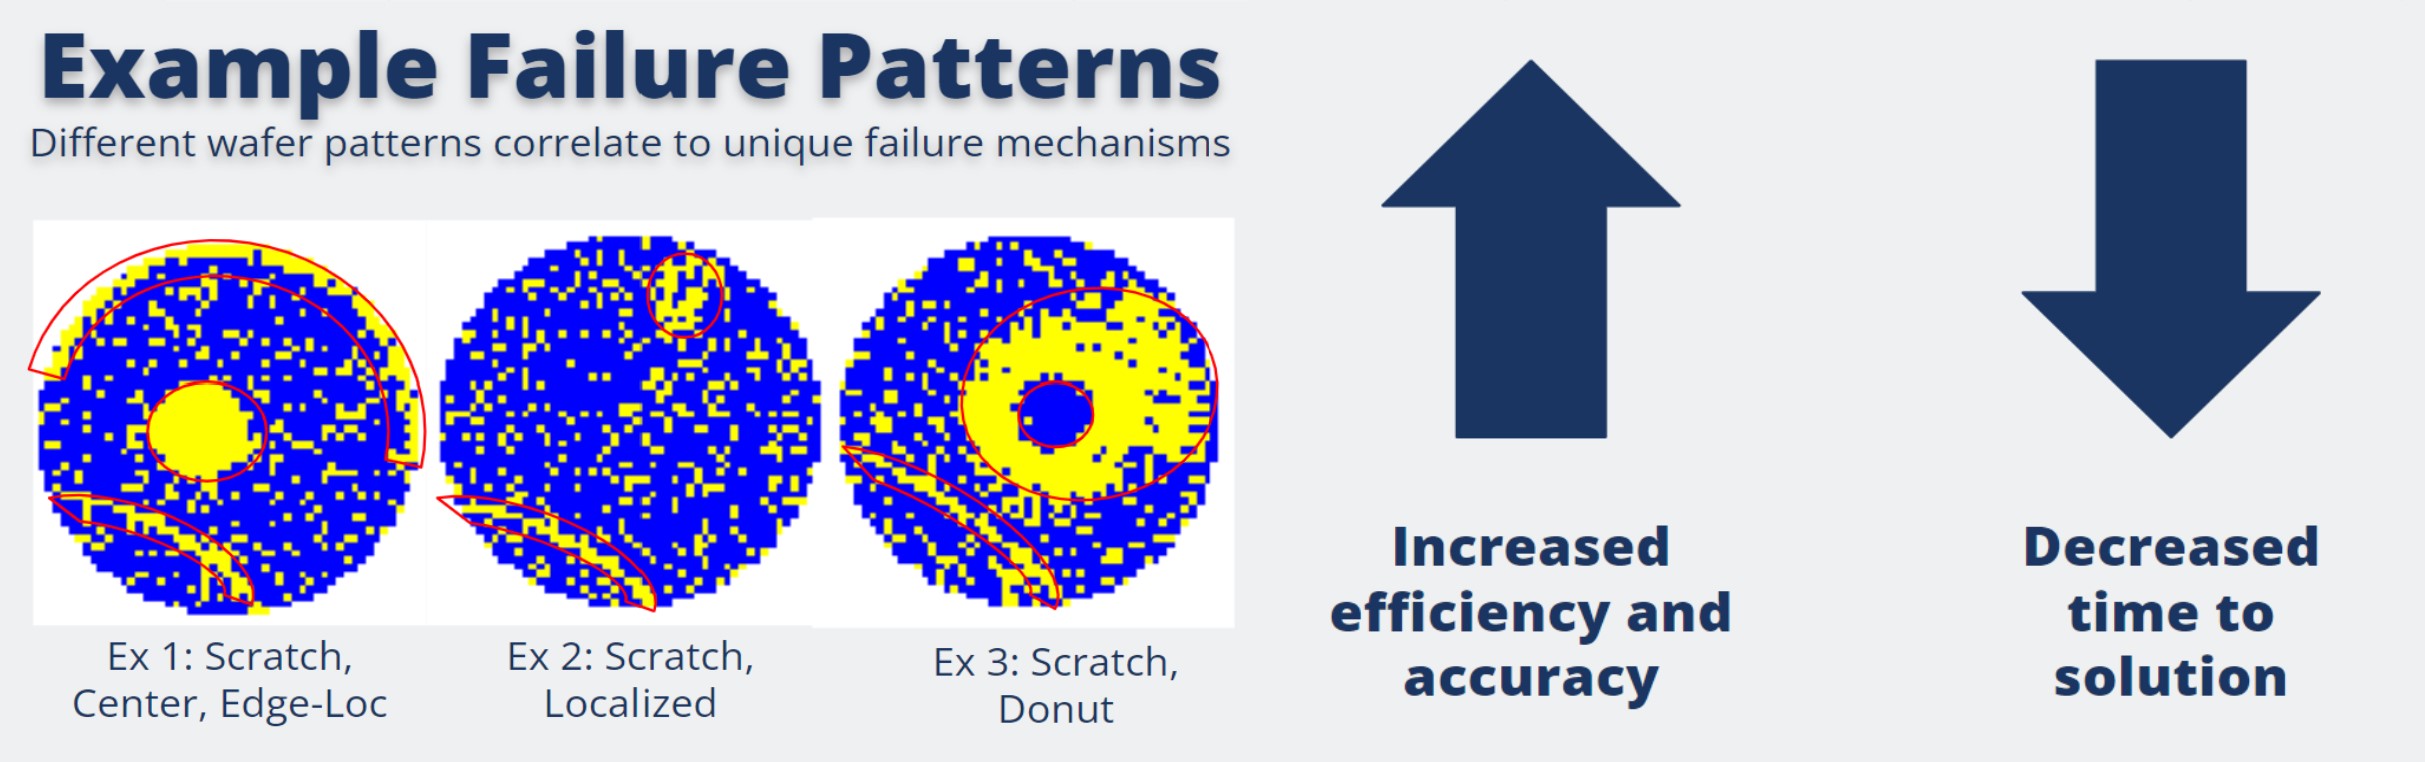 Example Failure Patterns
Different wafer patterns correlate to unique failure mechanisms
Ex 1: Scratch,
Center, Edge-Loc
Ex 2: Scratch,
Localized
Ex 3: Scratch,
Donut
Increased
efficiency and
accuracy
Decreased
time to
solution